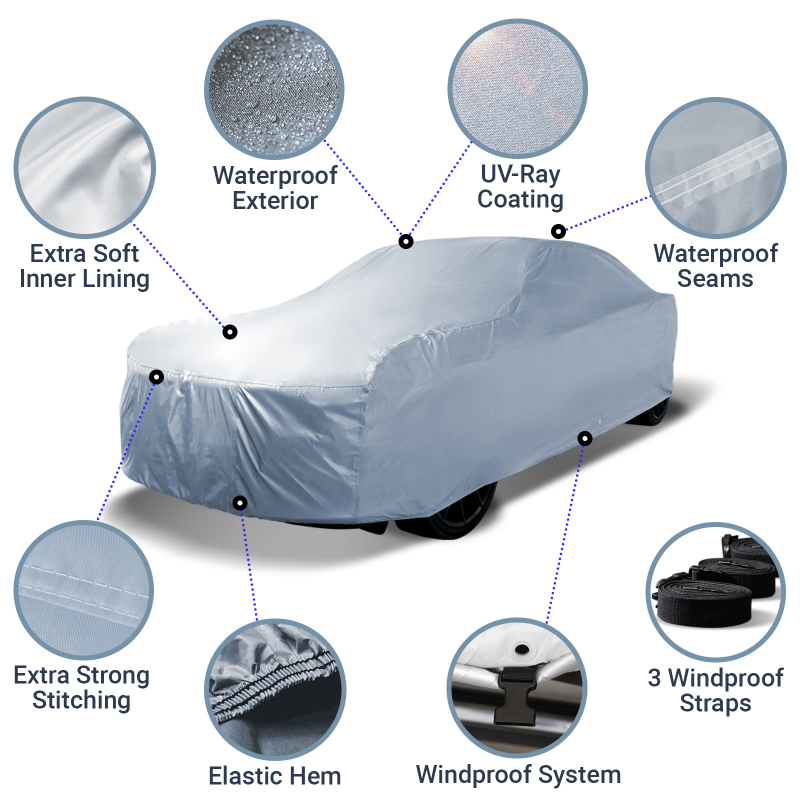 Waterproof
Exterior
UV-Ray
Coating
Extra Soft
Inner Lining
Waterproof
Seams
Extra Strong
Stitching
Elastic Hem
Windproof System
3 Windproof
Straps